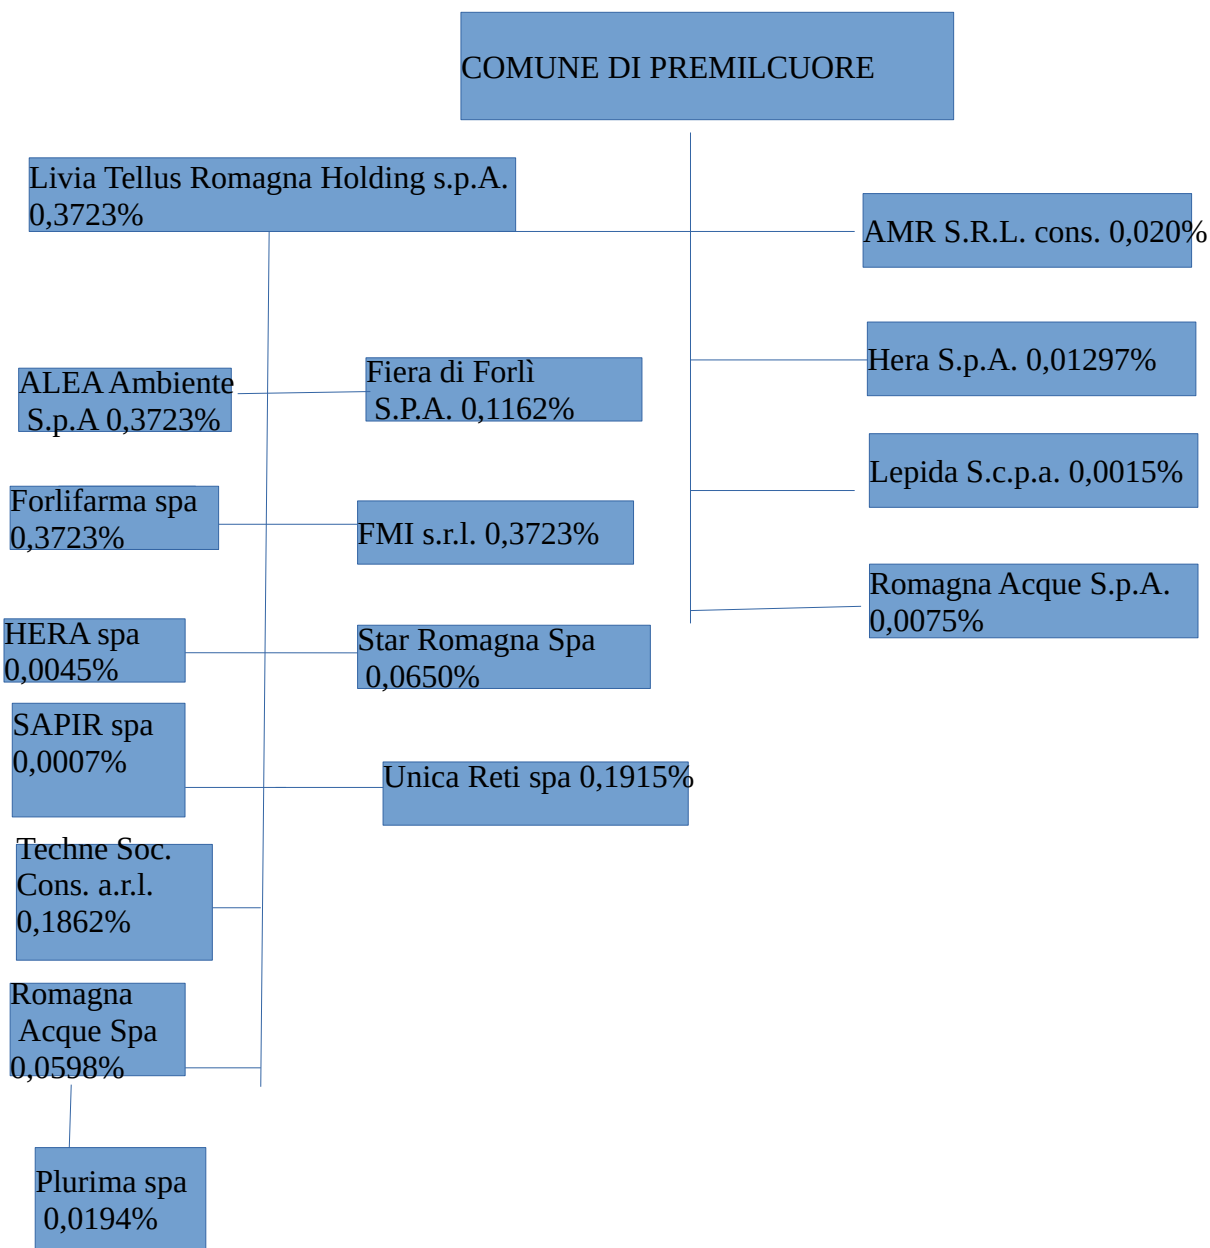 COMUNE DI PREMILCUORE
Livia Tellus Romagna Holding s.p.A.
0,3723%
AMR S.R.L. cons. 0,020%
Hera S.p.A. 0,01297%
Lepida S.c.p.a. 0,0015%
Romagna Acque S.p.A.
0,0075%
ALEA Ambiente
S.p.A 0,3723%
Fiera di Forlì
S.P.A. 0,1162%
Forlifarma spa
0,3723%
FMI s.r.l. 0,3723%
HERA spa
0,0045%
Star Romagna Spa
0,0650%
SAPIR spa
0,0007%
Unica Reti spa 0,1915%
Techne Soc.
Cons. a.r.l.
0,1862%
Romagna
Acque Spa
0,0598%
Plurima spa
0,0194%